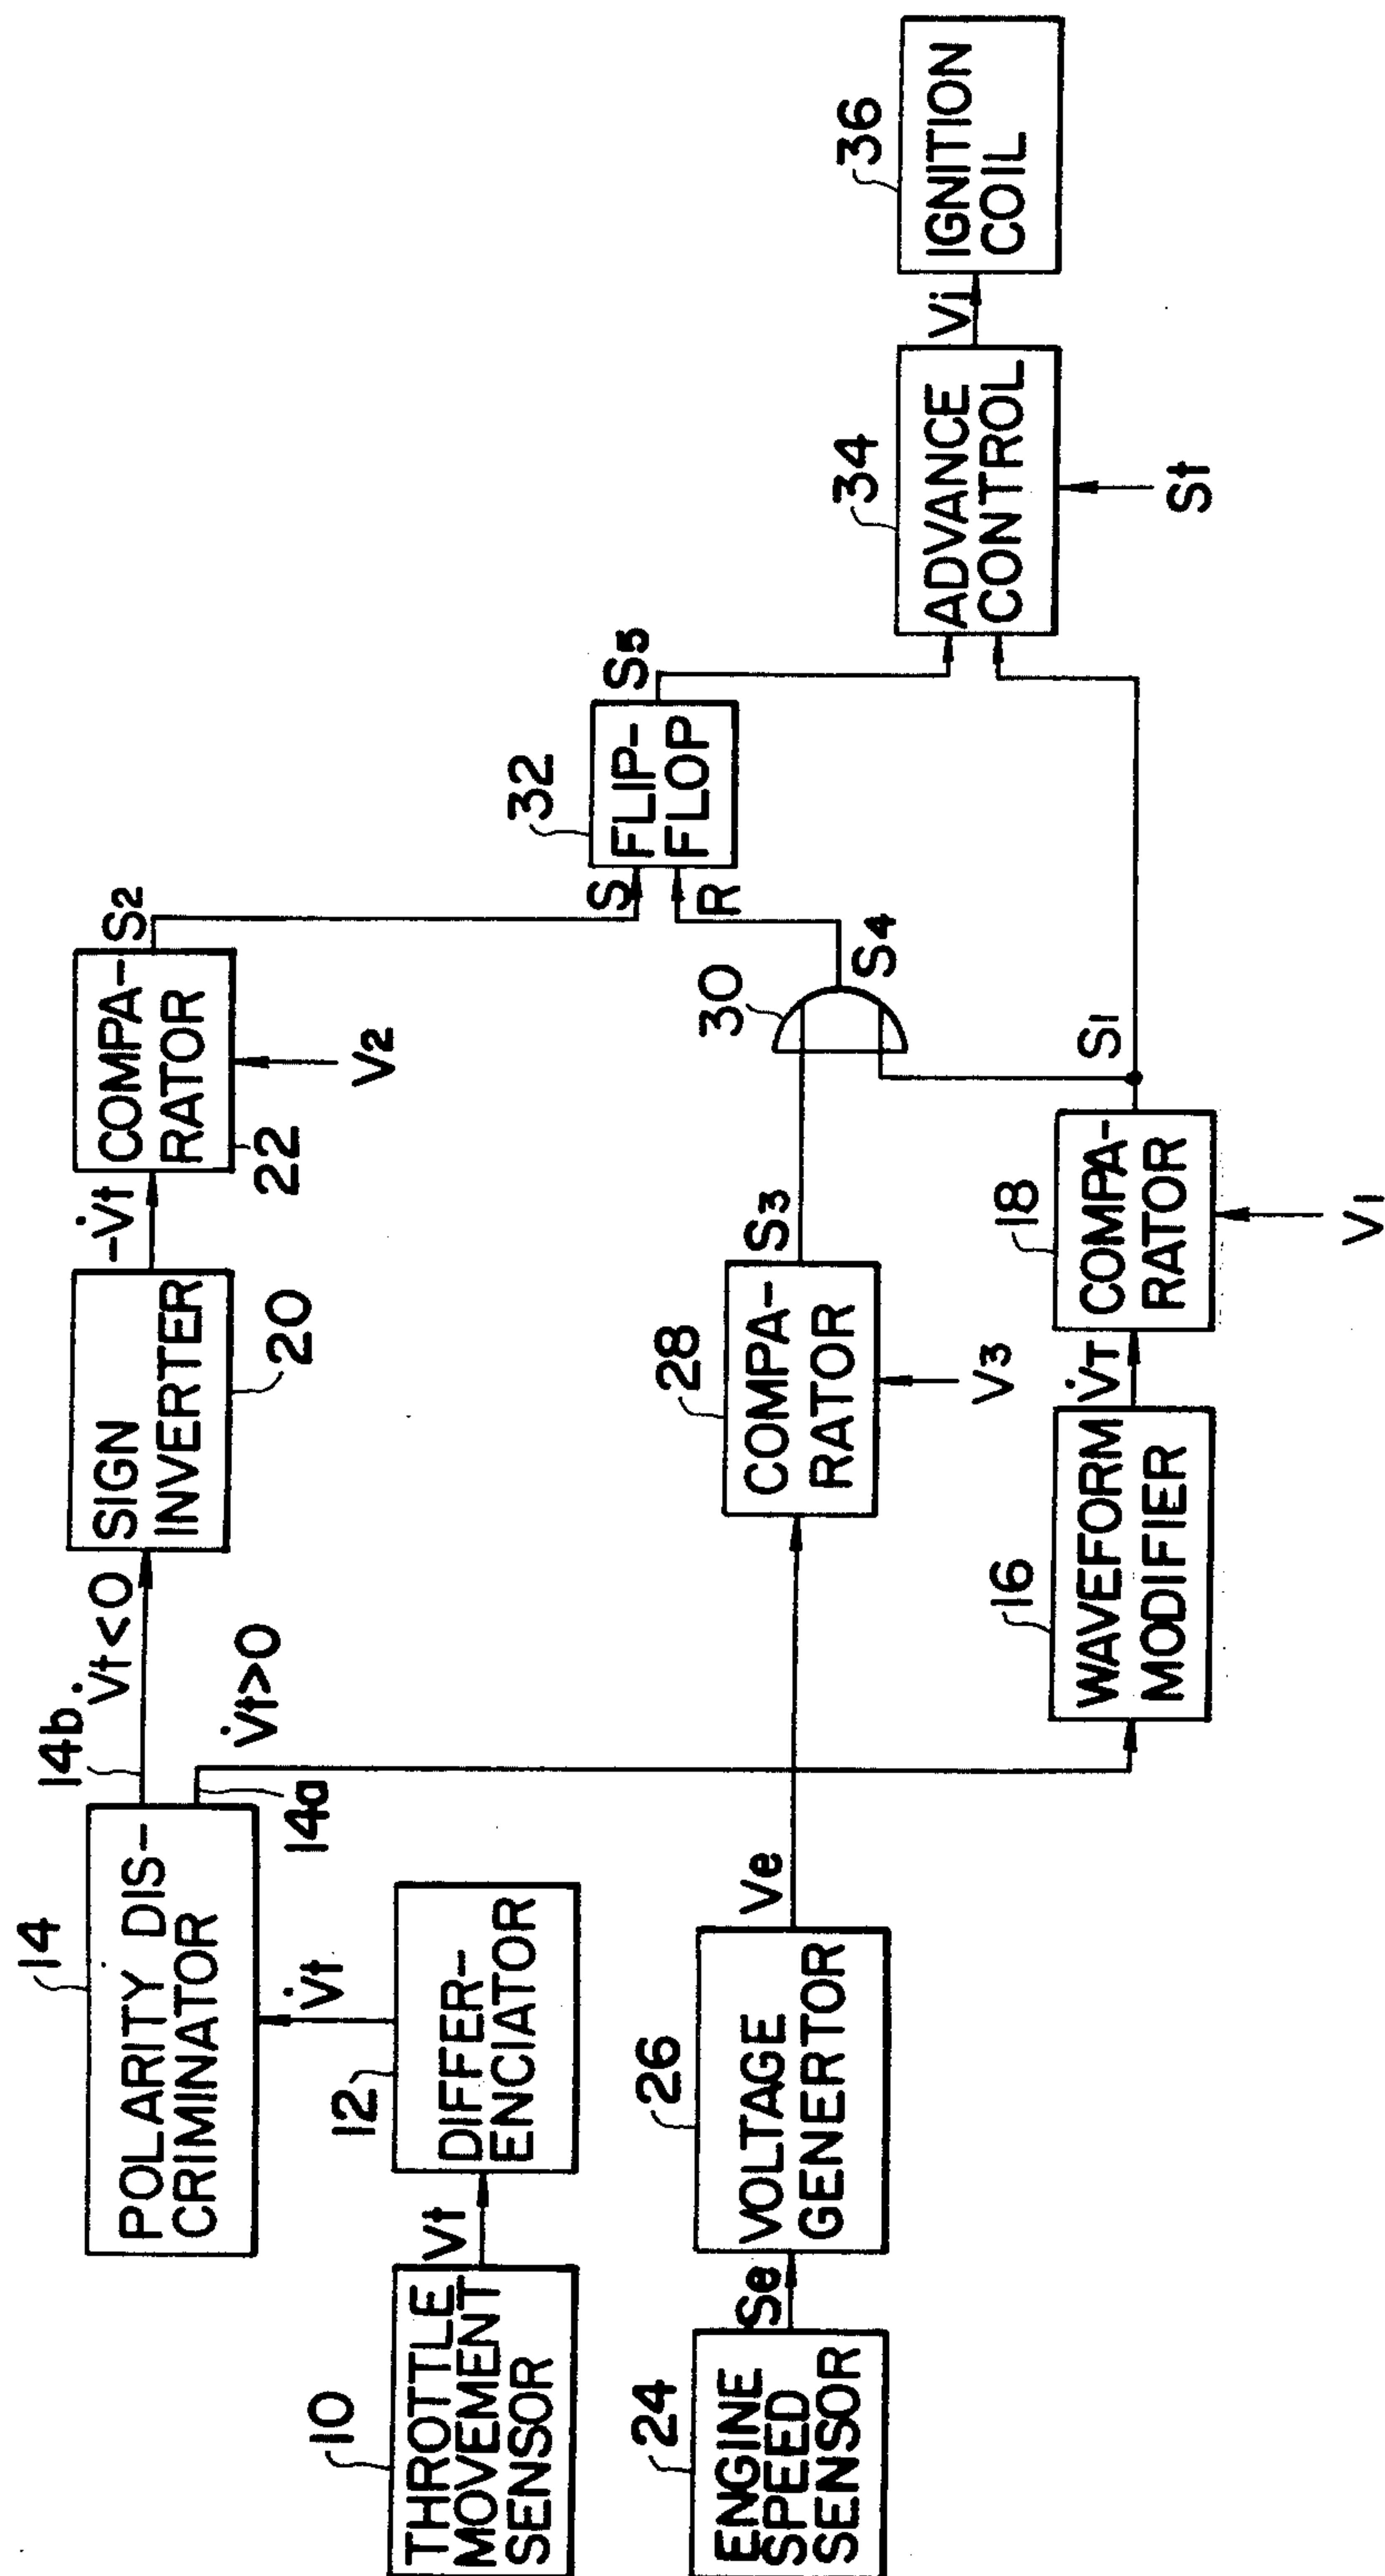 14
POLARITY DIS-
CRIMINATOR
14b
V̇t<0
14a
V̇t>0
SIGN
INVERTER
20
-V̇t
COMPA-
RATOR
22
V2
S2
10
THROTTLE
MOVEMENT
SENSOR
Vt
12
DIFFER-
ENCIATOR
V̇t
32
S
R
FLIP-
FLOP
S5
24
ENGINE
SPEED
SENSOR
Se
26
VOLTAGE
GENERTOR
Ve
28
COMPA-
RATOR
V3
S3
30
S4
16
WAVEFORM
MODIFIER
V̇T
18
COMPA-
RATOR
V1
S1
34
ADVANCE
CONTROL
St
Vi
36
IGNITION
COIL